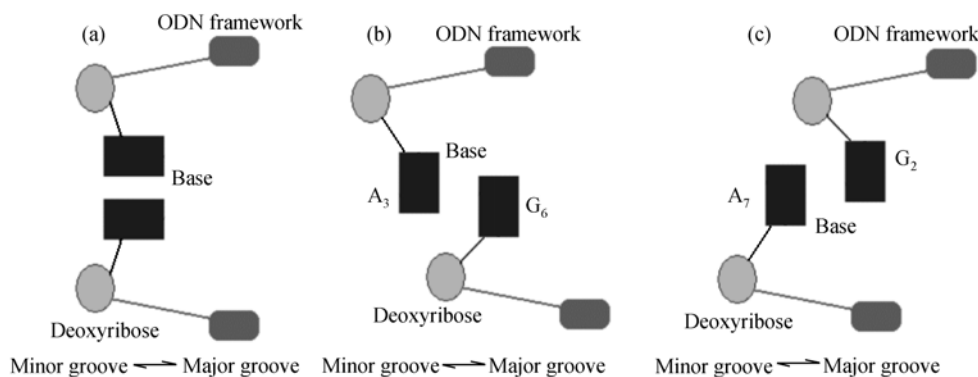 (a)
ODN framework
Base
Deoxyribose
Minor groove ⇌ Major groove
(b)
ODN framework
Base
A3
G6
Deoxyribose
Minor groove ⇌ Major groove
(c)
ODN framework
G2
A7
Base
Deoxyribose
Minor groove ⇌ Major groove